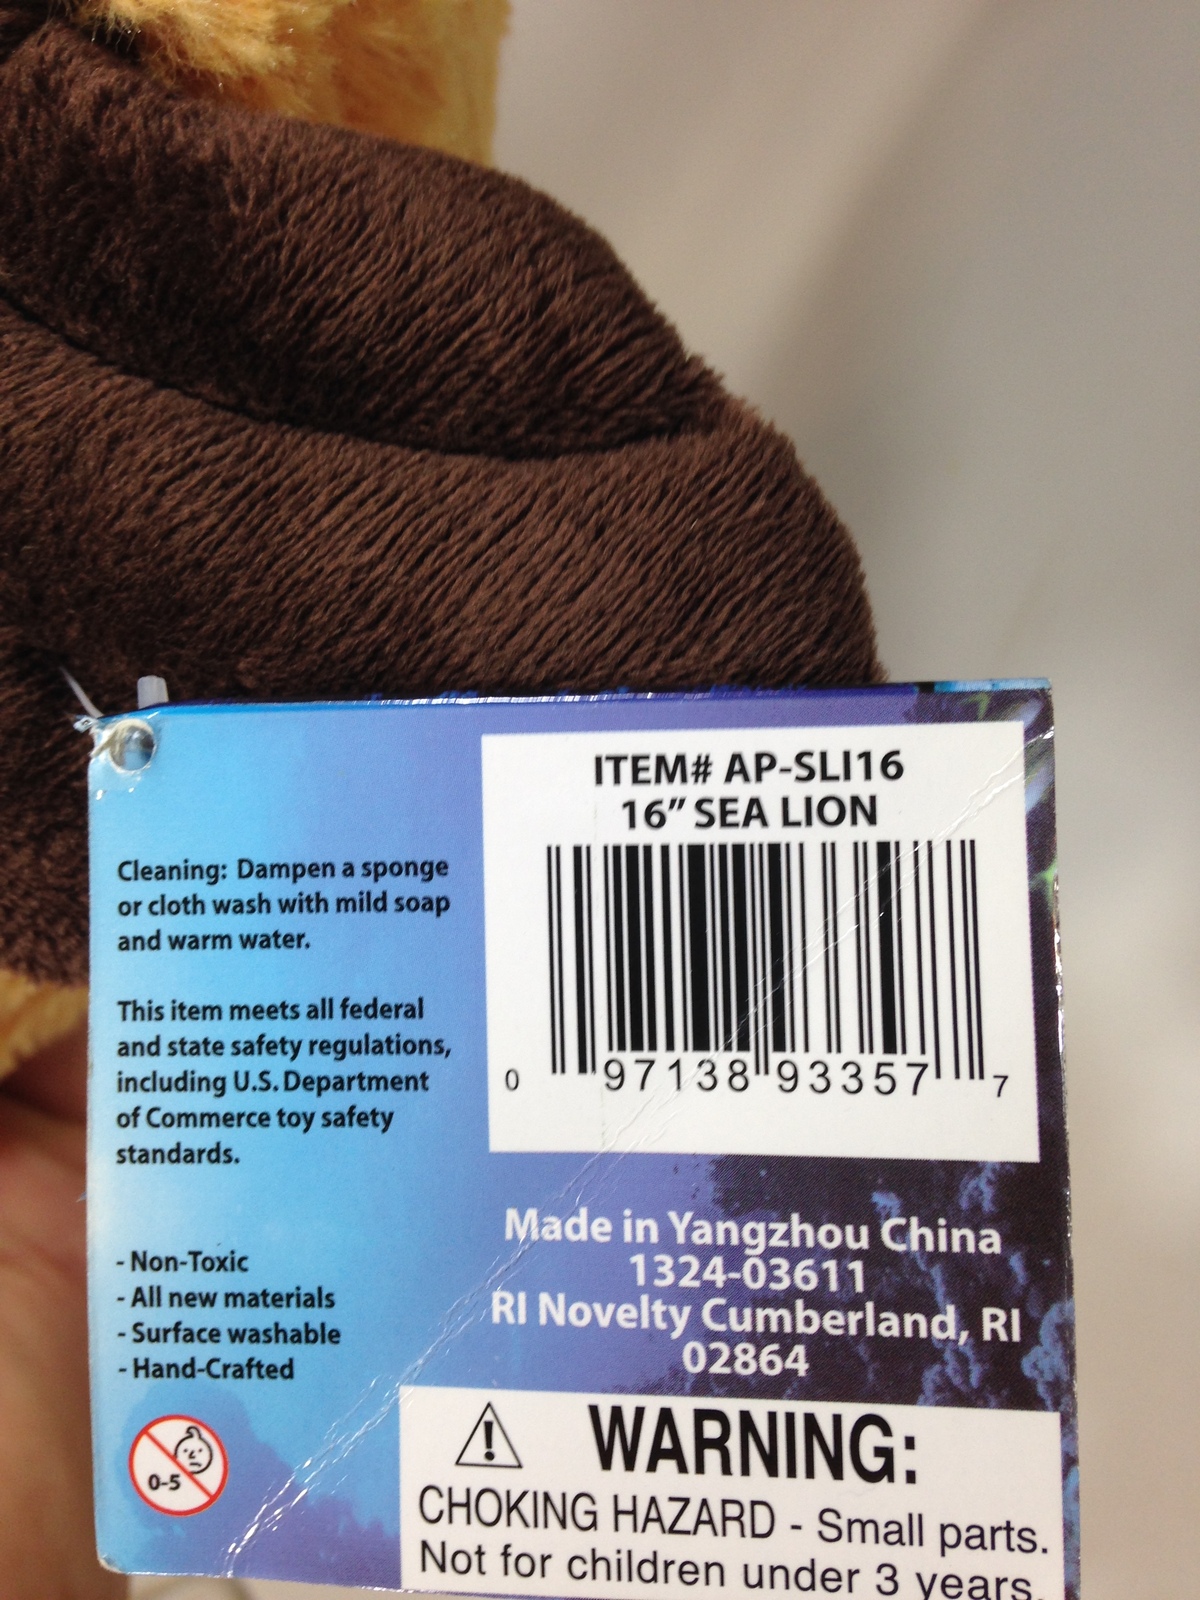 ITEM# AP-SLI16
16” SEA LION
0 97138 93357 7
Cleaning: Dampen a sponge
or cloth wash with mild soap
and warm water.
This item meets all federal
and state safety regulations,
including U.S. Department
of Commerce toy safety
standards.
- Non-Toxic
- All new materials
- Surface washable
- Hand-Crafted
0-5
Made in Yangzhou China
1324-03611
RI Novelty Cumberland, RI
02864
WARNING:
CHOKING HAZARD - Small parts.
Not for children under 3 years.